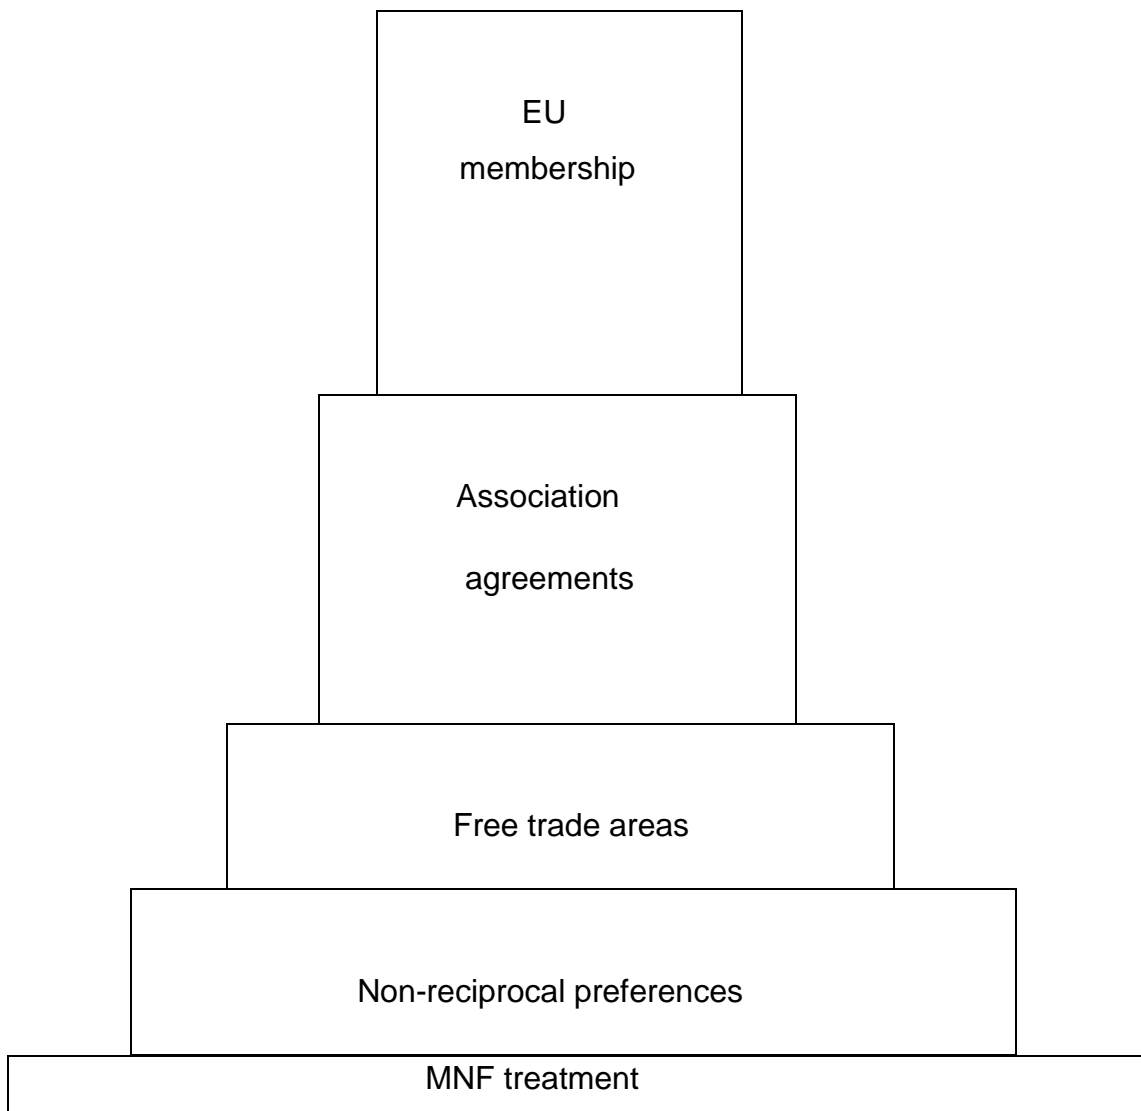 EU
membership
Association
agreements
Free trade areas
Non-reciprocal preferences
MNF treatment